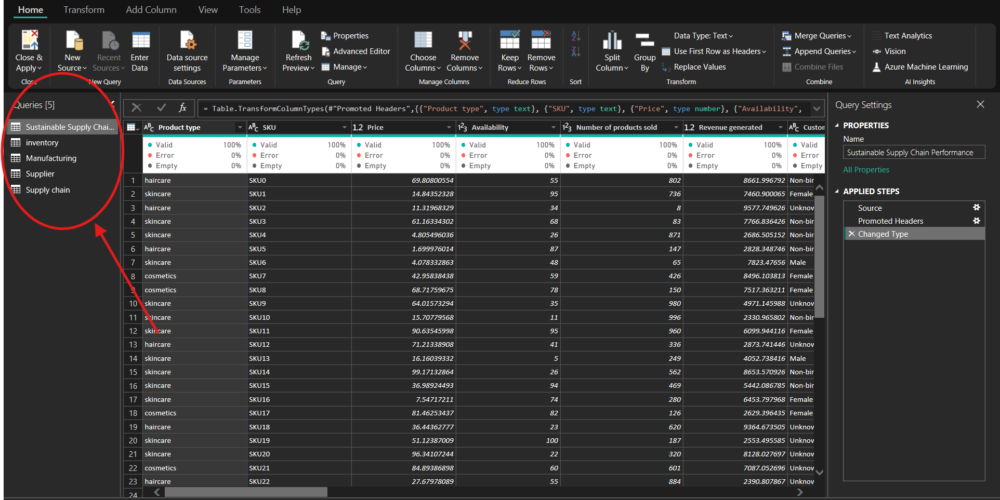 Home Transform Add Column View Tools Help
Close & Apply New Source Recent Sources Enter Data Data source settings Manage Parameters Refresh Preview Properties Advanced Editor Manage Choose Columns Remove Columns Keep Rows Remove Rows Split Column Group By Data Type: Text Use First Row as Headers Replace Values Merge Queries Append Queries Combine Files Text Analytics Vision Azure Machine Learning
Close New Query Data Sources Parameters Query Manage Columns Reduce Rows Sort Transform Combine AI Insights
Queries [5]
Sustainable Supply Chai...
inventory
Manufacturing
Supplier
Supply chain
fx = Table.TransformColumnTypes(#"Promoted Headers",{{"Product type", type text}, {"SKU", type text}, {"Price", type number}, {"Availability",
ABC Product type ABC SKU 1.2 Price 123 Availability 123 Number of products sold 1.2 Revenue generated ABC Custom
Valid 100% Valid 100% Valid 100% Valid 100% Valid 100% Valid 100% Valid
Error 0% Error 0% Error 0% Error 0% Error 0% Error 0% Error
Empty 0% Empty 0% Empty 0% Empty 0% Empty 0% Empty 0% Empty
1 haircare SKU0 69.80800554 55 802 8661.996792 Non-bir
2 skincare SKU1 14.84352328 95 736 7460.900065 Female
3 haircare SKU2 11.31968329 34 8 9577.749626 Unknow
4 skincare SKU3 61.16334302 68 83 7766.836426 Non-bir
5 skincare SKU4 4.805496036 26 871 2686.505152 Non-bir
6 haircare SKU5 1.699976014 87 147 2828.348746 Non-bir
7 skincare SKU6 4.078332863 48 65 7823.47656 Male
8 cosmetics SKU7 42.95838438 59 426 8496.103813 Female
9 cosmetics SKU8 68.71759675 78 150 7517.363211 Female
10 skincare SKU9 64.01573294 35 980 4971.145988 Unknow
11 skincare SKU10 15.70779568 11 996 2330.965802 Non-bir
12 skincare SKU11 90.63545998 95 960 6099.944116 Female
13 haircare SKU12 71.21338908 41 336 2873.741446 Unknow
14 skincare SKU13 16.16039332 5 249 4052.738416 Male
15 skincare SKU14 99.17132864 26 562 8653.570926 Non-bir
16 skincare SKU15 36.98924493 94 469 5442.086785 Non-bir
17 skincare SKU16 7.54717211 74 280 6453.797968 Female
18 cosmetics SKU17 81.46253437 82 126 2629.396435 Female
19 haircare SKU18 36.44362777 23 620 9364.673505 Unknow
20 skincare SKU19 51.12387009 100 187 2553.495585 Unknow
21 skincare SKU20 96.34107244 22 320 8128.027697 Unknow
22 cosmetics SKU21 84.89386898 60 601 7087.052696 Unknow
23 haircare SKU22 27.67978089 55 884 2390.807867 Unknow
24
Query Settings
PROPERTIES
Name
Sustainable Supply Chain Performance
All Properties
APPLIED STEPS
Source
Promoted Headers
Changed Type